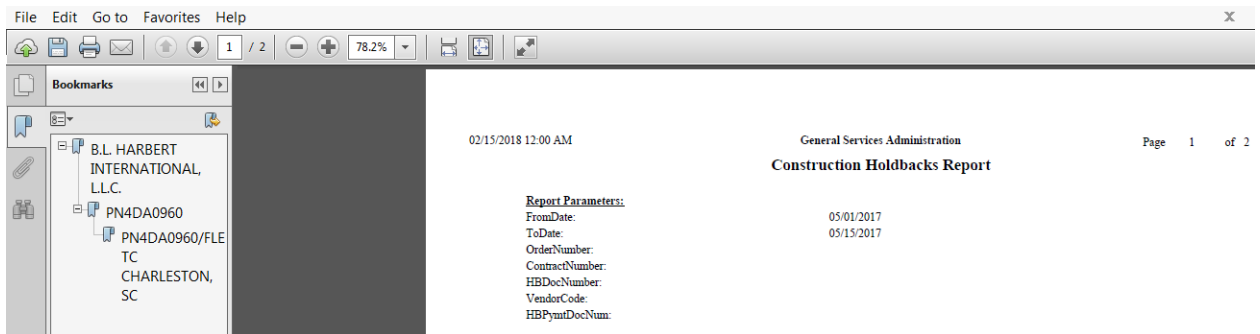 File Edit Go to Favorites Help x
1 / 2 78.2%
Bookmarks
B.L. HARBERT
INTERNATIONAL,
L.L.C.
PN4DA0960
PN4DA0960/FLE
TC
CHARLESTON,
SC
02/15/2018 12:00 AM General Services Administration Page 1 of 2
Construction Holdbacks Report
Report Parameters:
FromDate: 05/01/2017
ToDate: 05/15/2017
OrderNumber:
ContractNumber:
HBDocNumber:
VendorCode:
HBPymtDocNum: